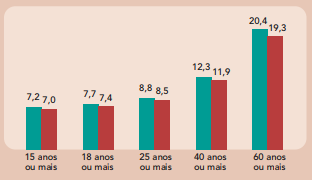 20,4
19,3
12,3
11,9
8,8
8,5
7,7
7,4
7,2
7,0
15 anos
ou mais
18 anos
ou mais
25 anos
ou mais
40 anos
ou mais
60 anos
ou mais